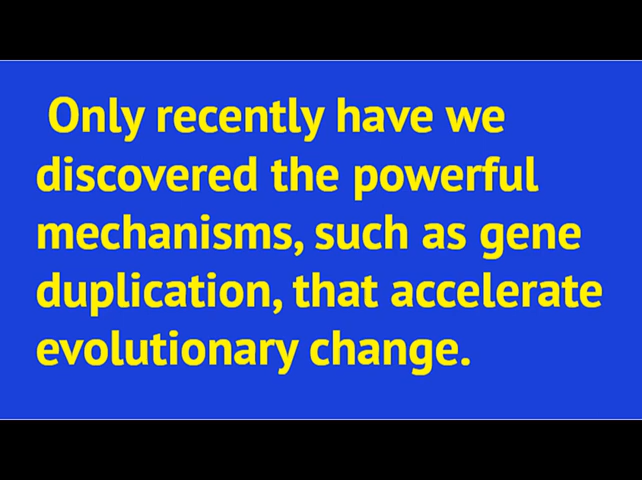 Only recently have we
discovered the powerful
mechanisms, such as gene
duplication, that accelerate
evolutionary change.